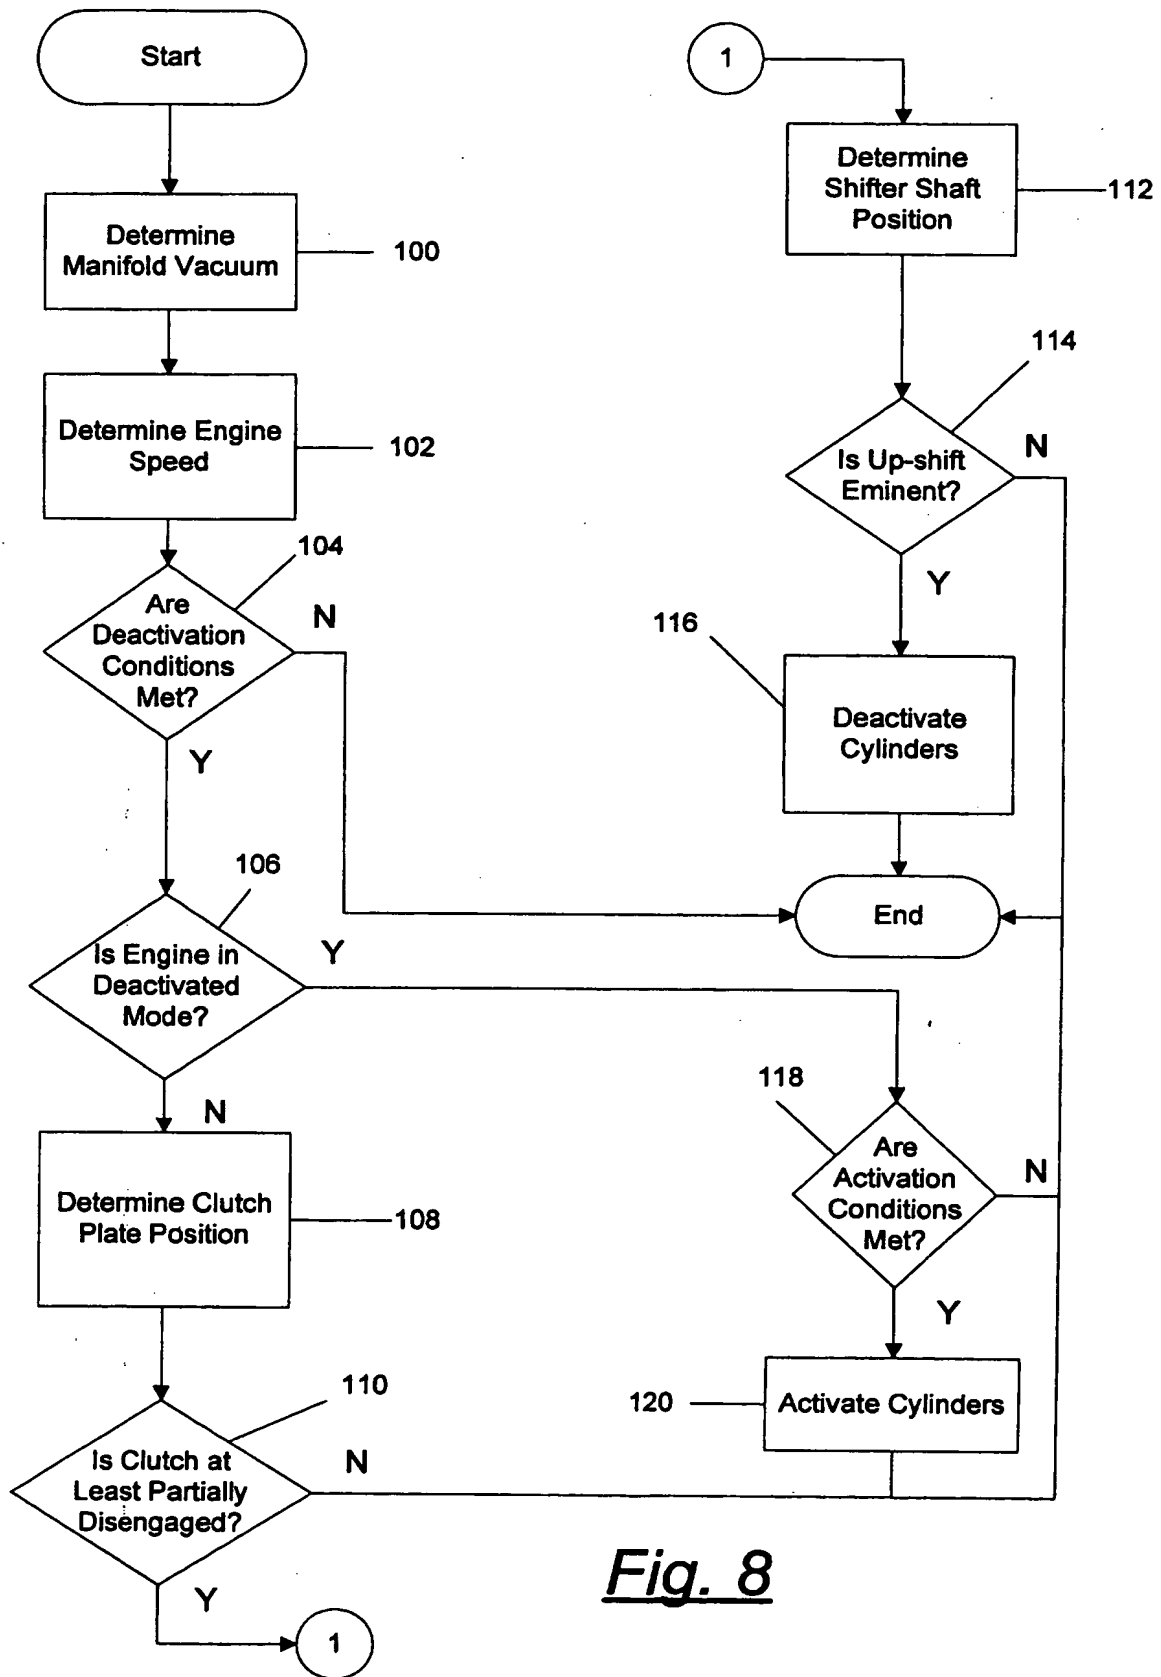 Start
Determine
Manifold Vacuum
100
Determine Engine
Speed
102
104
Are
Deactivation
Conditions
Met?
N
Y
106
Is Engine in
Deactivated
Mode?
Y
N
Determine Clutch
Plate Position
108
110
Is Clutch at
Least Partially
Disengaged?
N
Y
1
1
Determine
Shifter Shaft
Position
112
114
Is Up-shift
Eminent?
N
Y
116
Deactivate
Cylinders
End
118
Are
Activation
Conditions
Met?
N
Y
120
Activate Cylinders
Fig. 8